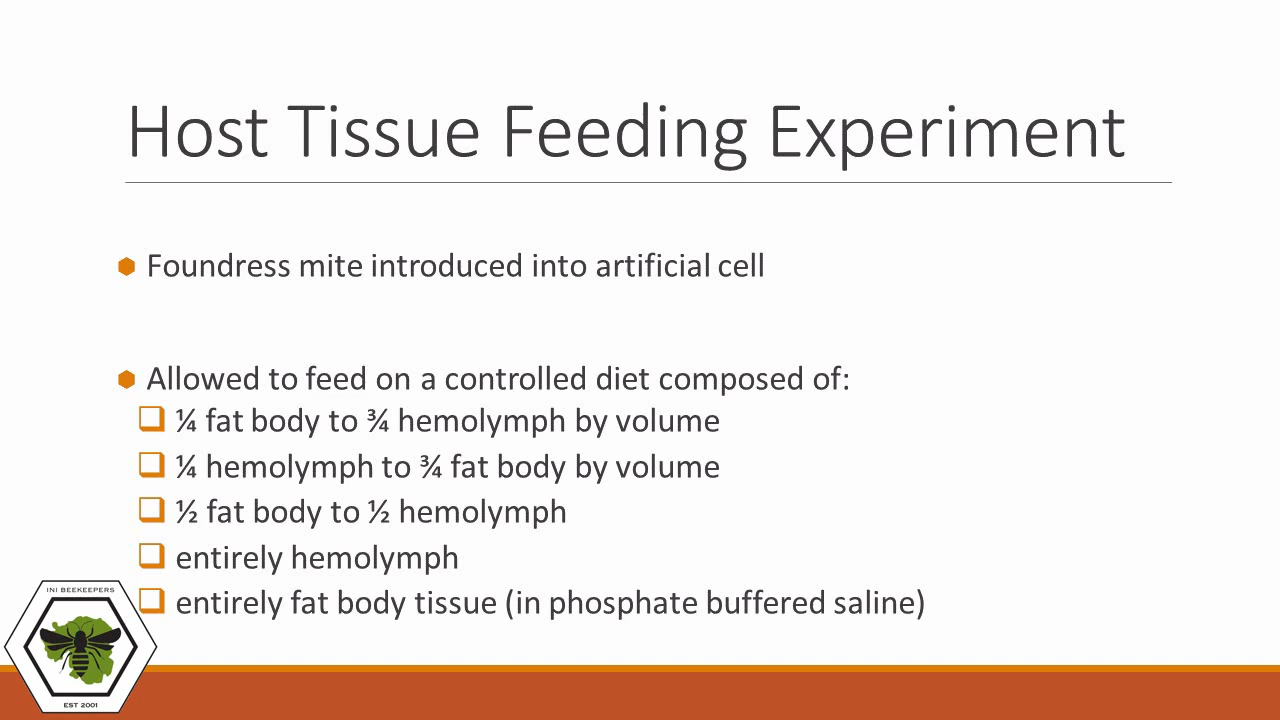 Host Tissue Feeding Experiment
Foundress mite introduced into artificial cell
Allowed to feed on a controlled diet composed of:
¼ fat body to ¾ hemolymph by volume
¼ hemolymph to ¾ fat body by volume
½ fat body to ½ hemolymph
entirely hemolymph
entirely fat body tissue (in phosphate buffered saline)
INI BEEKEEPERS
EST 2001